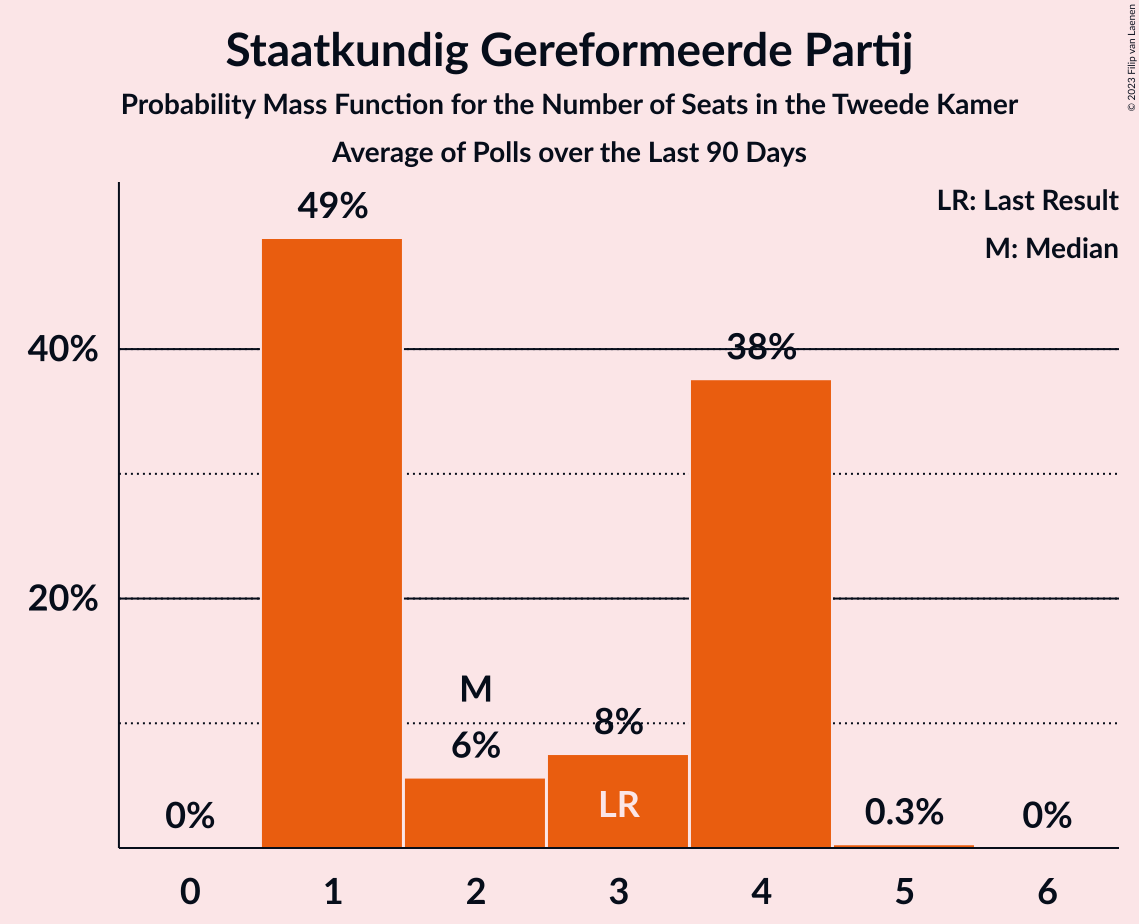 Staatkundig Gereformeerde Partij
Probability Mass Function for the Number of Seats in the Tweede Kamer
Average of Polls over the Last 90 Days
© 2023 Filip van Laenen
LR: Last Result
M: Median
49%
40%
38%
20%
M
8%
6%
LR
0%
0.3%
0%
0 1 2 3 4 5 6